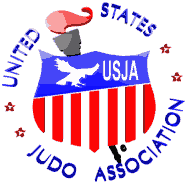 UNITED STATES
USJA
JUDO ASSOCIATION